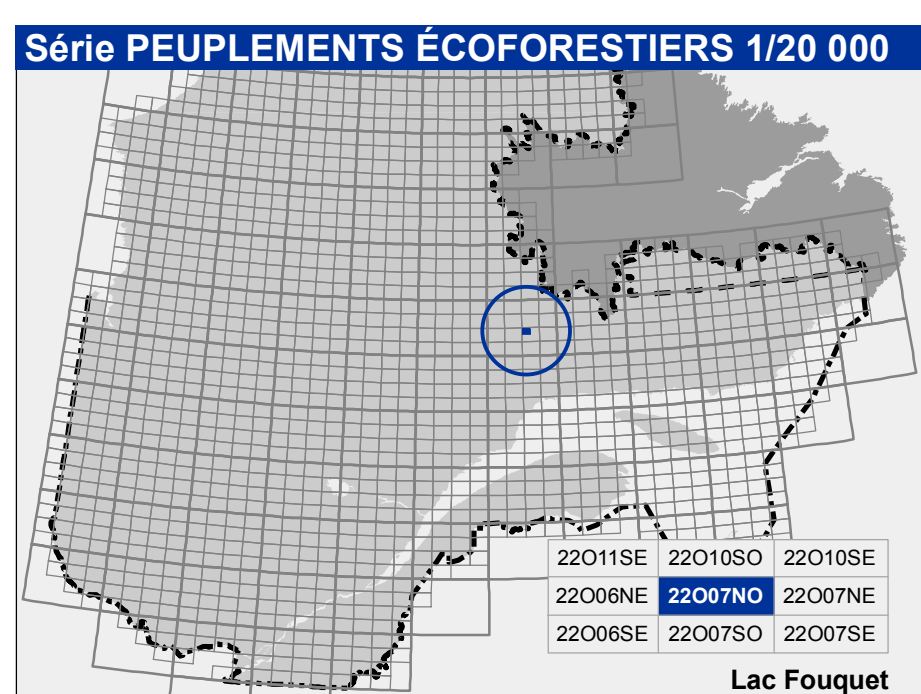 Série PEUPLEMENTS ÉCOFORESTIERS 1/20 000
22O11SE 22O10SO 22O10SE
22O06NE 22O07NO 22O07NE
22O06SE 22O07SO 22O07SE
Lac Fouquet